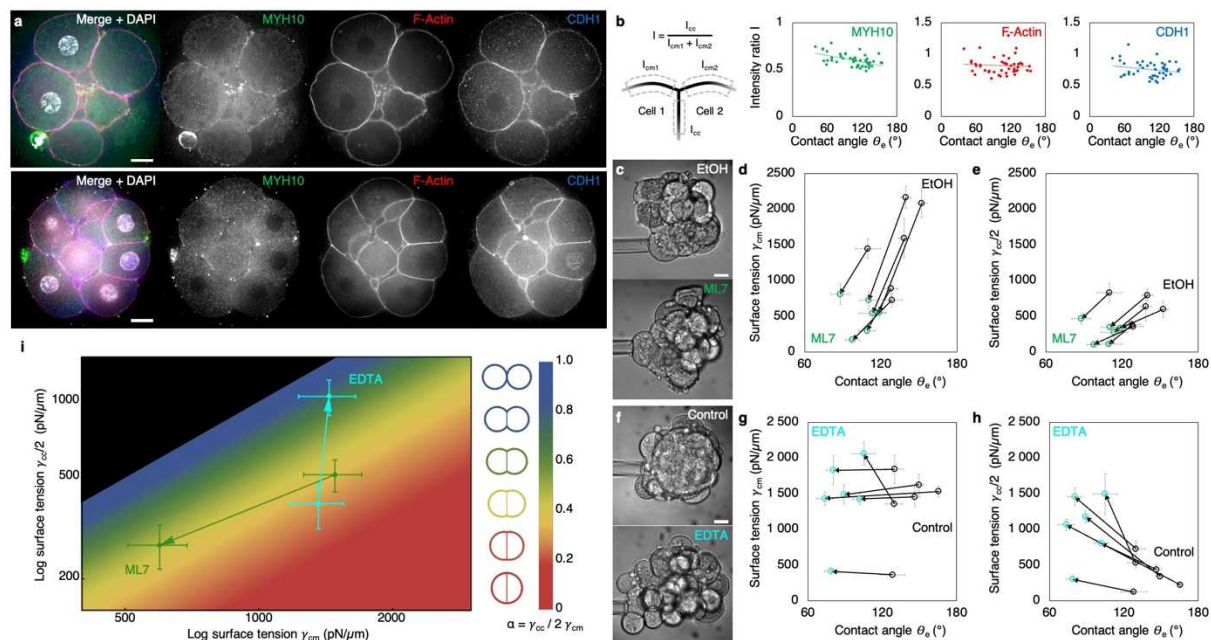 a
Merge + DAPI
MYH10
F-Actin
CDH1
Merge + DAPI
MYH10
F-Actin
CDH1
b
I = Icc / Icm1 + Icm2
Icm1
Icm2
Cell 1
Cell 2
Icc
Intensity ratio I
1
0.5
0
MYH10
0 60 120 180
Contact angle θe (°)
1.5
1
0.5
0
F-Actin
0 60 120 180
Contact angle θe (°)
1.5
1
0.5
0
CDH1
0 60 120 180
Contact angle θe (°)
c
EtOH
ML7
d
Surface tension γcm (pN/µm)
2500
2000
1500
1000
500
0
EtOH
ML7
0 60 120 180
Contact angle θe (°)
e
Surface tension γcc/2 (pN/µm)
2500
2000
1500
1000
500
0
EtOH
ML7
0 60 120 180
Contact angle θe (°)
f
Control
EDTA
g
Surface tension γcm (pN/µm)
2 500
2 000
1 500
1 000
500
0
EDTA
Control
0 60 120 180
Contact angle θe (°)
h
Surface tension γcc/2 (pN/µm)
2 500
2 000
1 500
1 000
500
0
EDTA
Control
0 60 120 180
Contact angle θe (°)
i
Log surface tension γcc/2 (pN/µm)
1000
500
200
EDTA
ML7
500 1000 2000
Log surface tension γcm (pN/µm)
1.0
0.8
0.6
0.4
0.2
0
α = γcc / 2 γcm